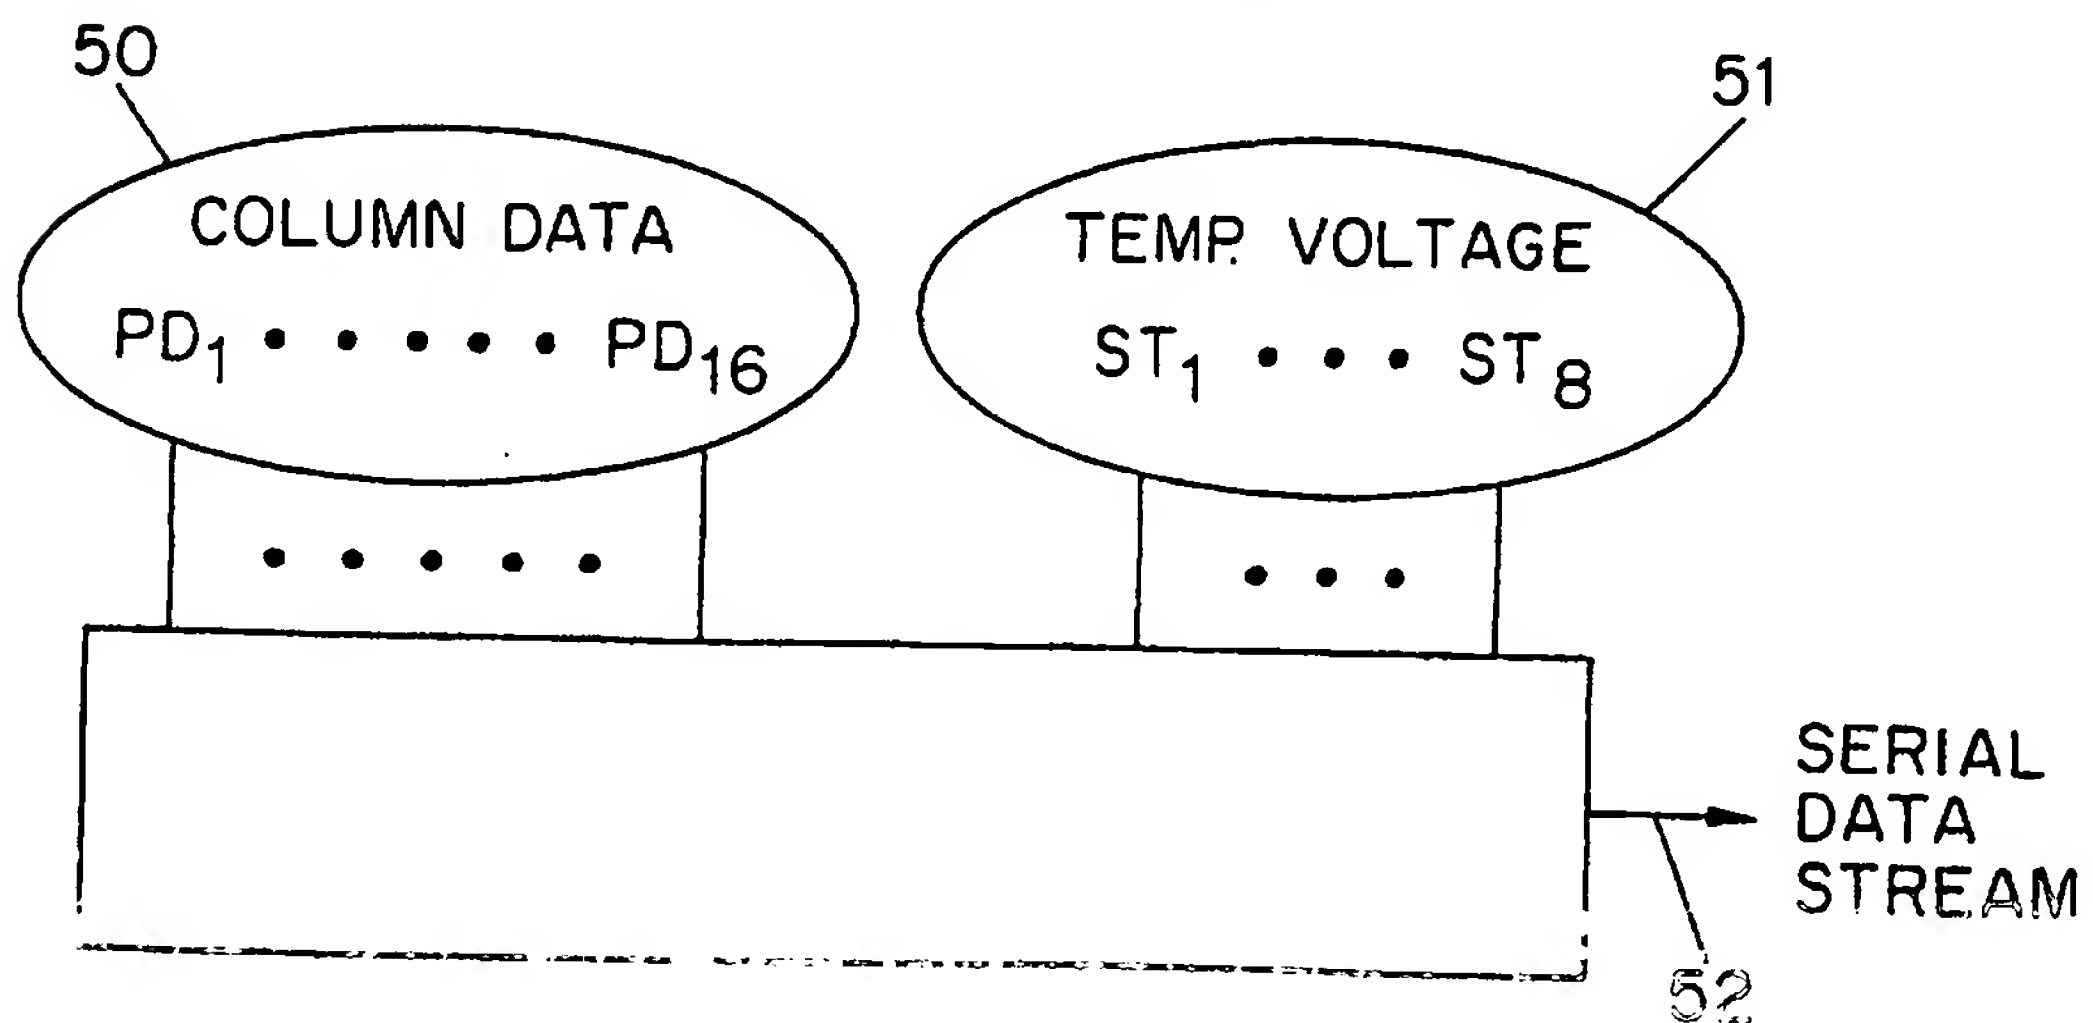 50
51
COLUMN DATA
PD1 • • • • • PD16
TEMP. VOLTAGE
ST1 • • • ST8
SERIAL
DATA
STREAM
52